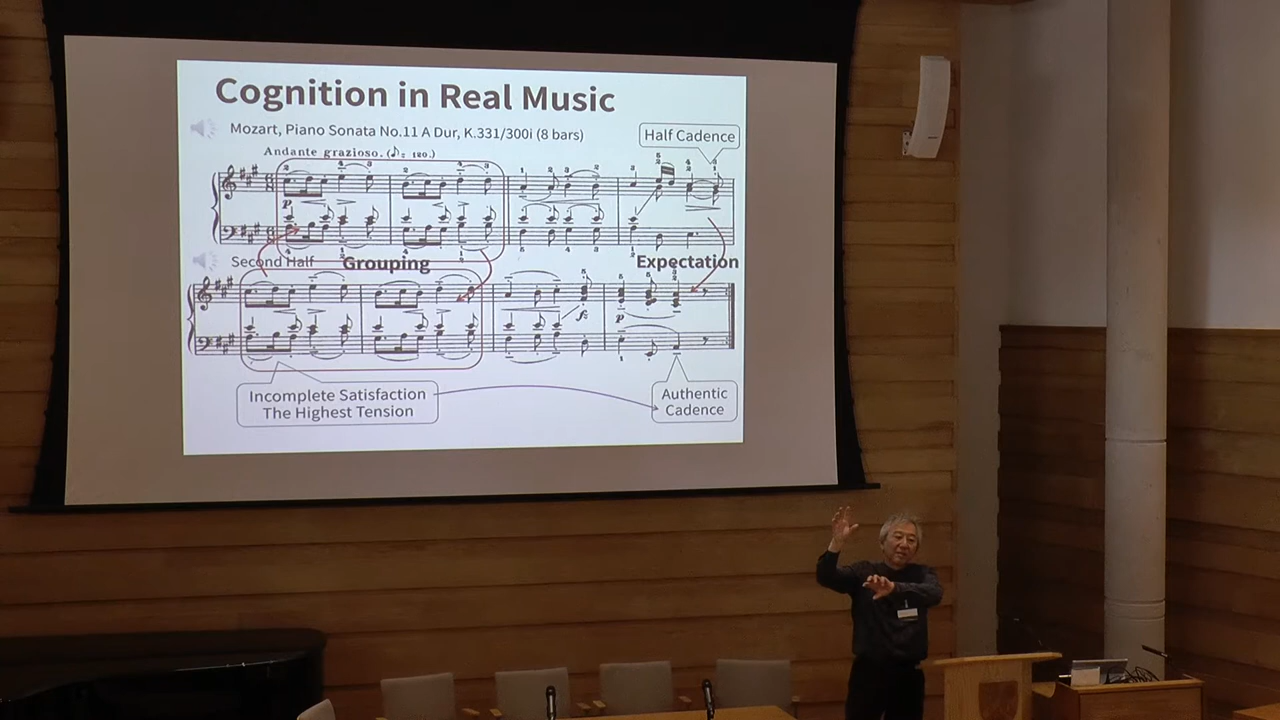 Cognition in Real Music
Mozart, Piano Sonata No.11 A Dur, K.331/300i (8 bars)
Half Cadence
Andante grazioso. (♪= 120.)
p
Second Half
Grouping
Expectation
p
Incomplete Satisfaction
The Highest Tension
Authentic
Cadence